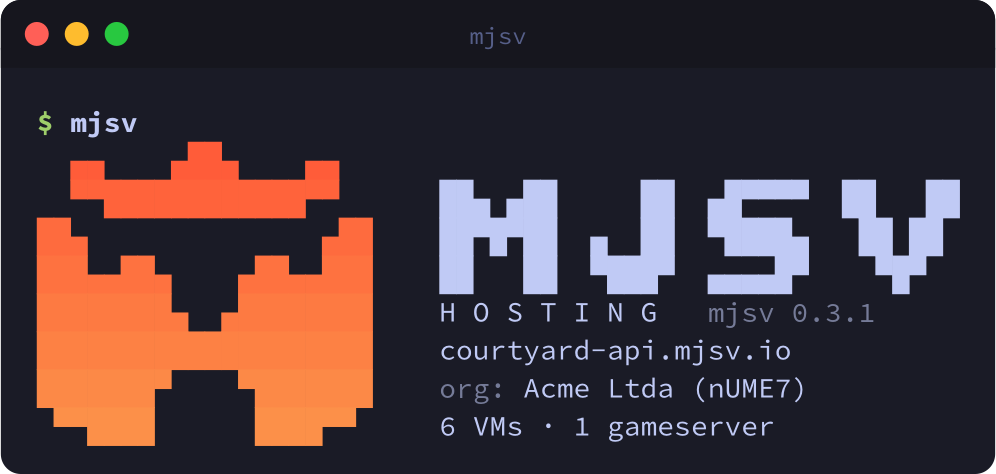 mjsv
$ mjsv
MJSV
HOSTING mjsv 0.3.1
courtyard-api.mjsv.io
org: Acme Ltda (nUME7)
6 VMs · 1 gameserver